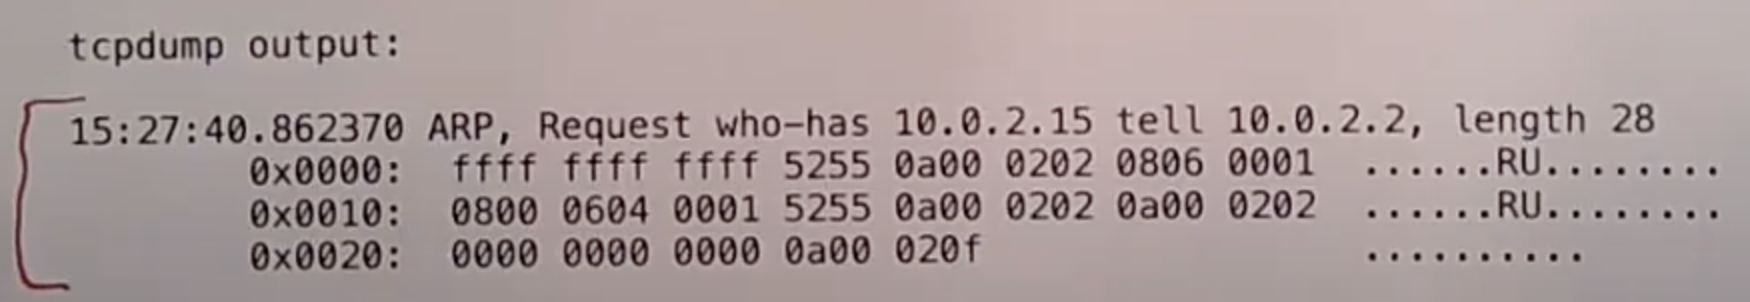 tcpdump output:
15:27:40.862370 ARP, Request who-has 10.0.2.15 tell 10.0.2.2, length 28
0x0000: ffff ffff ffff 5255 0a00 0202 0806 0001 ......RU........
0x0010: 0800 0604 0001 5255 0a00 0202 0a00 0202 ......RU........
0x0020: 0000 0000 0000 0a00 020f ..........